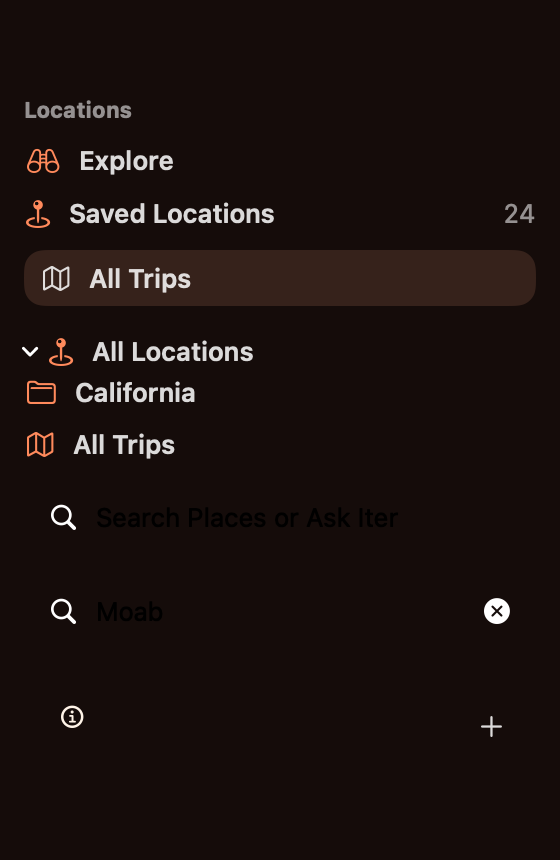 Locations
Explore
Saved Locations 24
All Trips
All Locations
California
All Trips
Search Places or Ask Iter
Moab